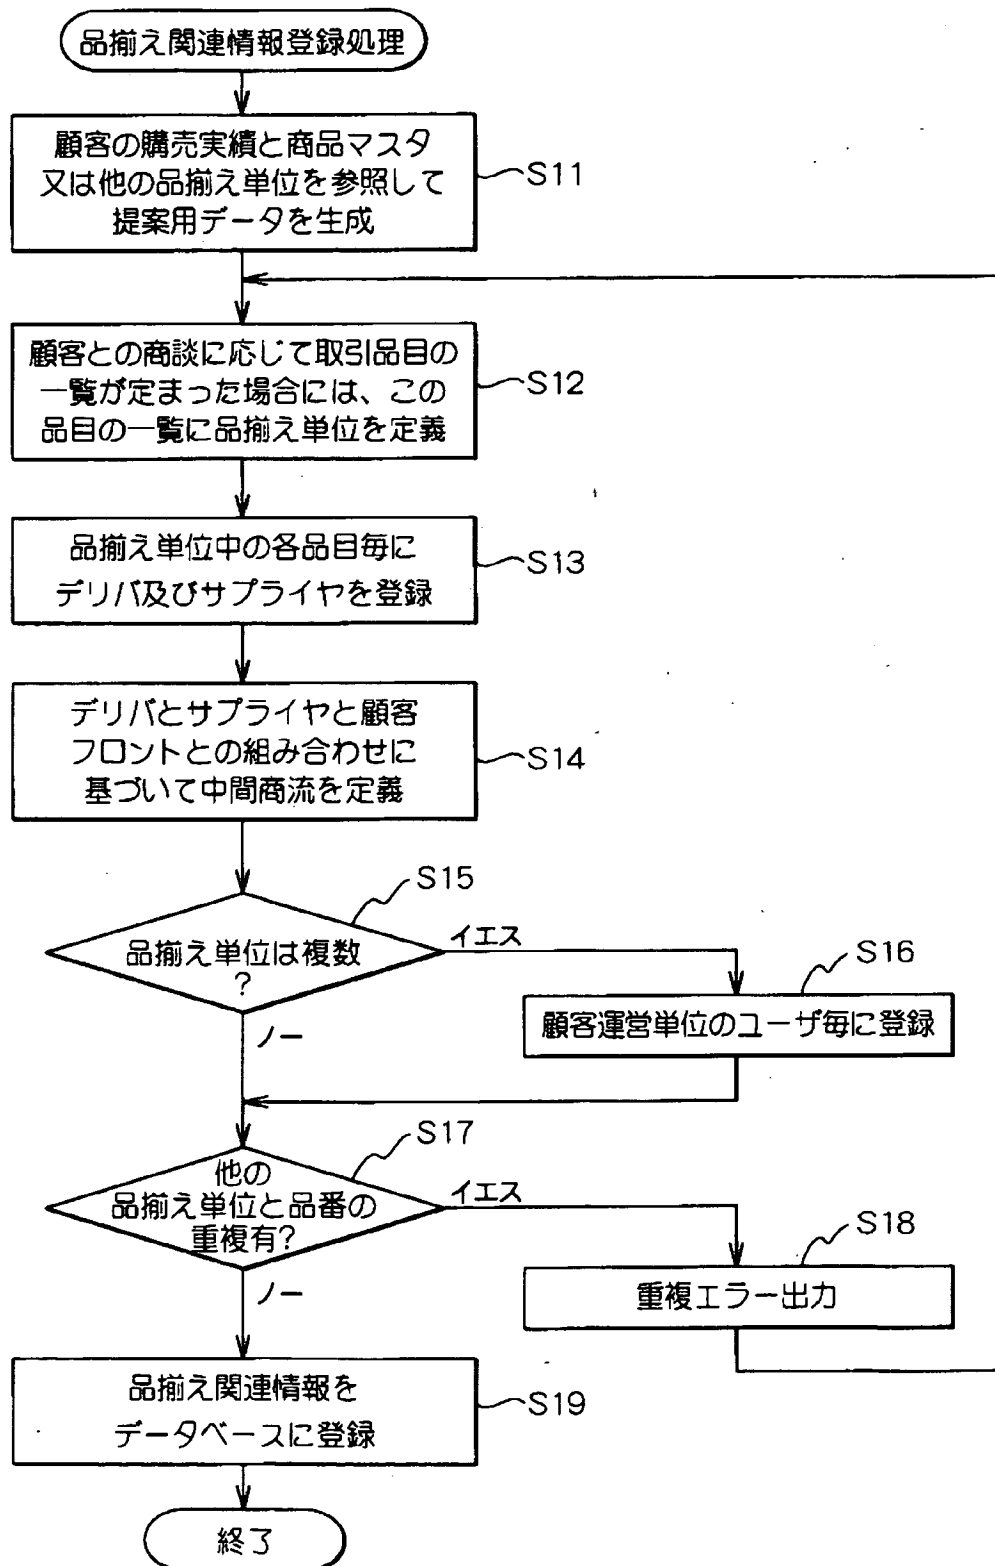 品揃え関連情報登録処理
顧客の購売実績と商品マスタ
又は他の品揃え単位を参照して
提案用データを生成
S11
顧客との商談に応じて取引品目の
一覧が定まった場合には、この
品目の一覧に品揃え単位を定義
S12
品揃え単位中の各品目毎に
デリバ及びサプライヤを登録
S13
デリバとサプライヤと顧客
フロントとの組み合わせに
基づいて中間商流を定義
S14
S15
品揃え単位は複数
?
イエス
ノー
S16
顧客運営単位のユーザ毎に登録
S17
他の
品揃え単位と品番の
重複有?
イエス
ノー
S18
重複エラー出力
品揃え関連情報を
データベースに登録
S19
終了